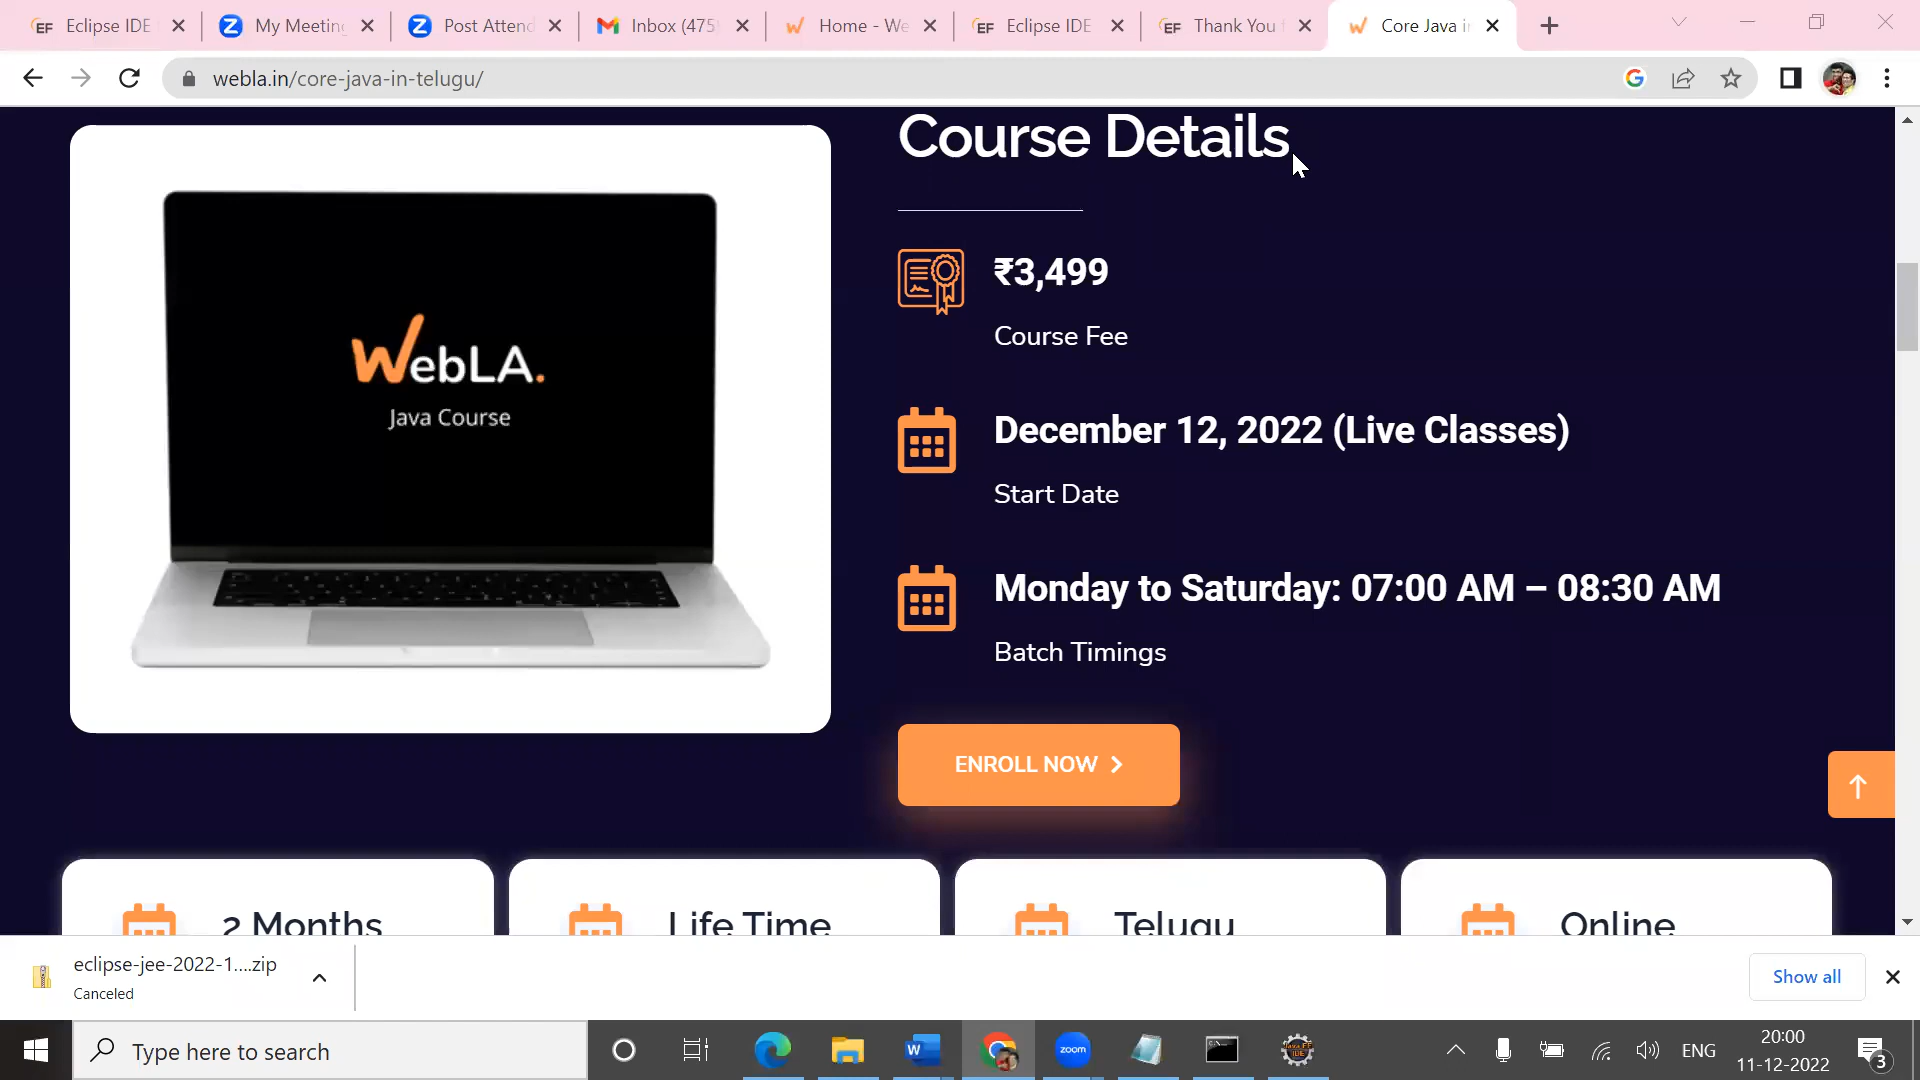 Eclipse IDE
My Meeting
Post Attend
Inbox (475)
Home - We
Eclipse IDE
Thank You f
Core Java in
webla.in/core-java-in-telugu/
Course Details
₹3,499
Course Fee
December 12, 2022 (Live Classes)
Start Date
Monday to Saturday: 07:00 AM – 08:30 AM
Batch Timings
ENROLL NOW
WebLA.
Java Course
2 Months
Life Time
Telugu
Online
eclipse-jee-2022-1....zip
Canceled
Show all
Type here to search
zoom
ENG
20:00
11-12-2022
3